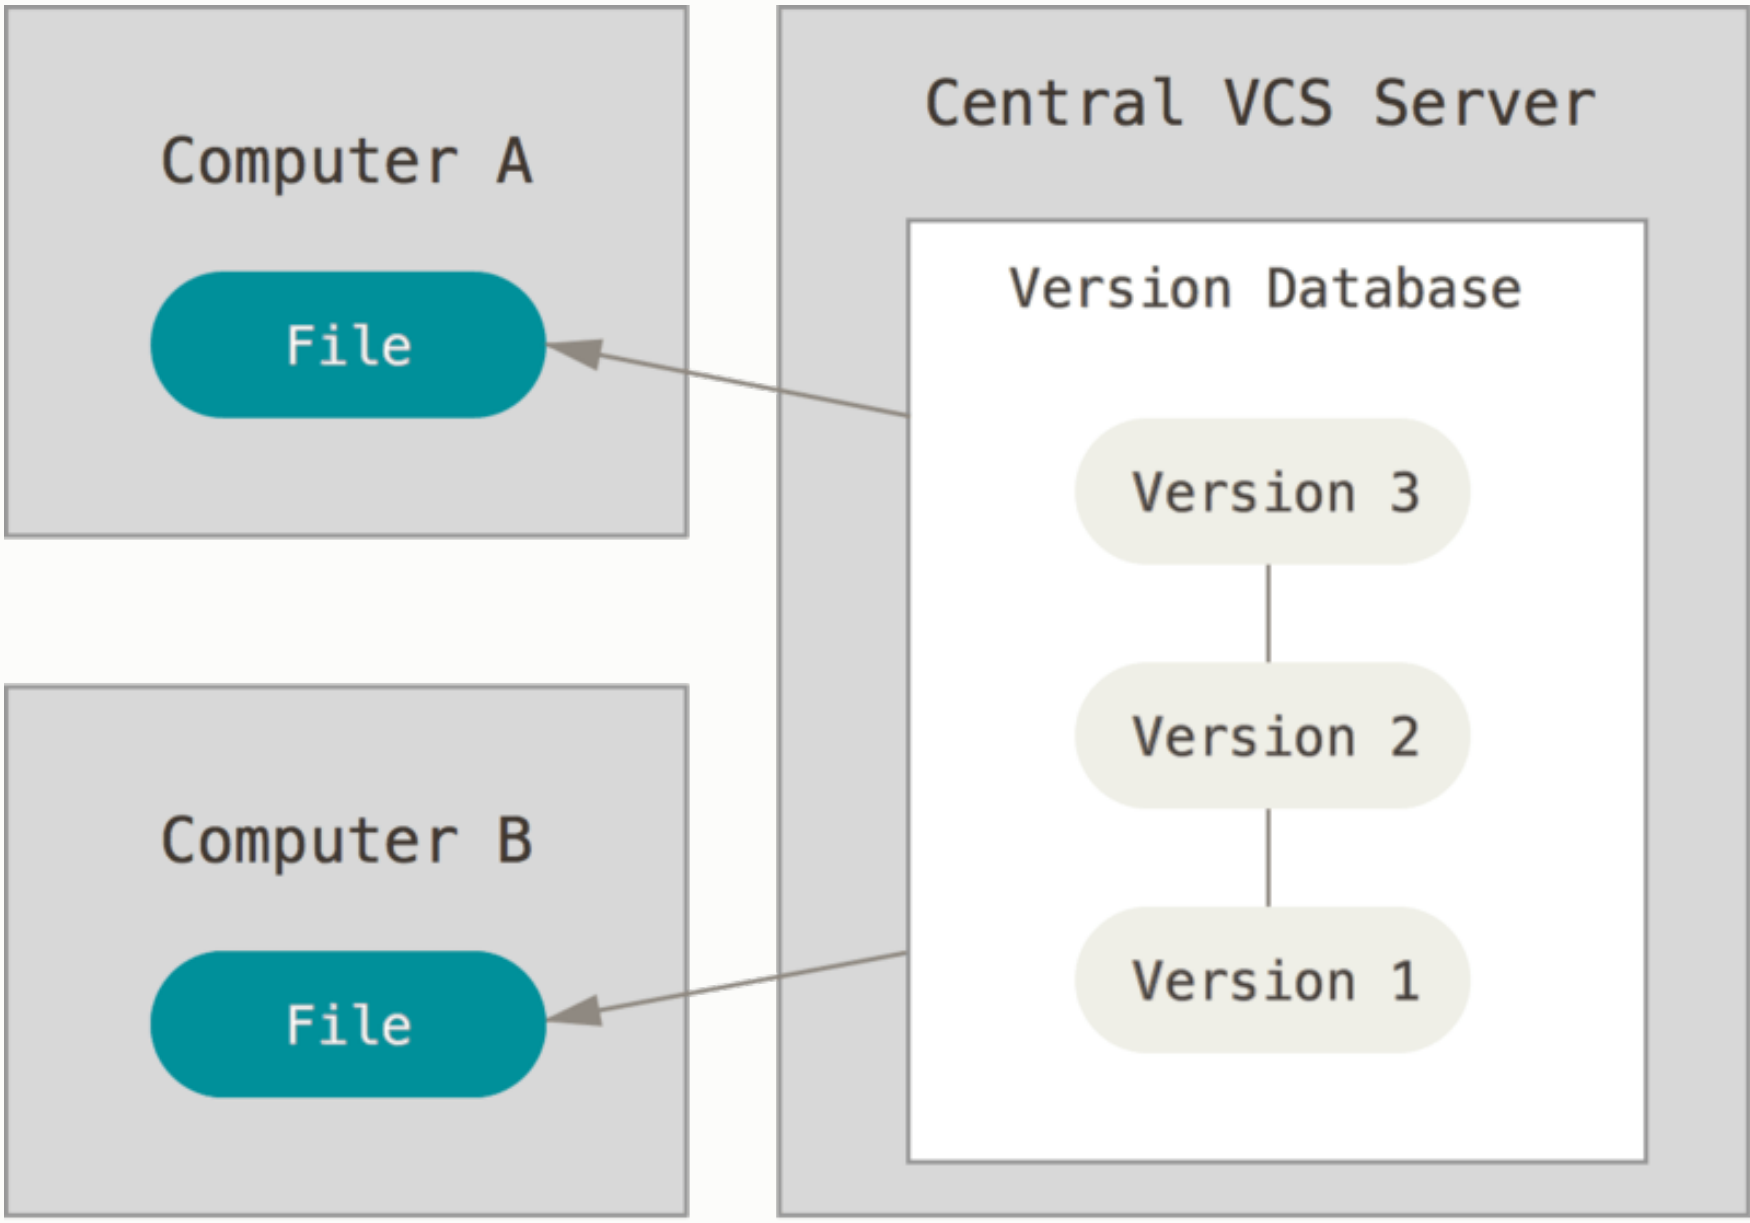 Computer A
File
Computer B
File
Central VCS Server
Version Database
Version 3
Version 2
Version 1